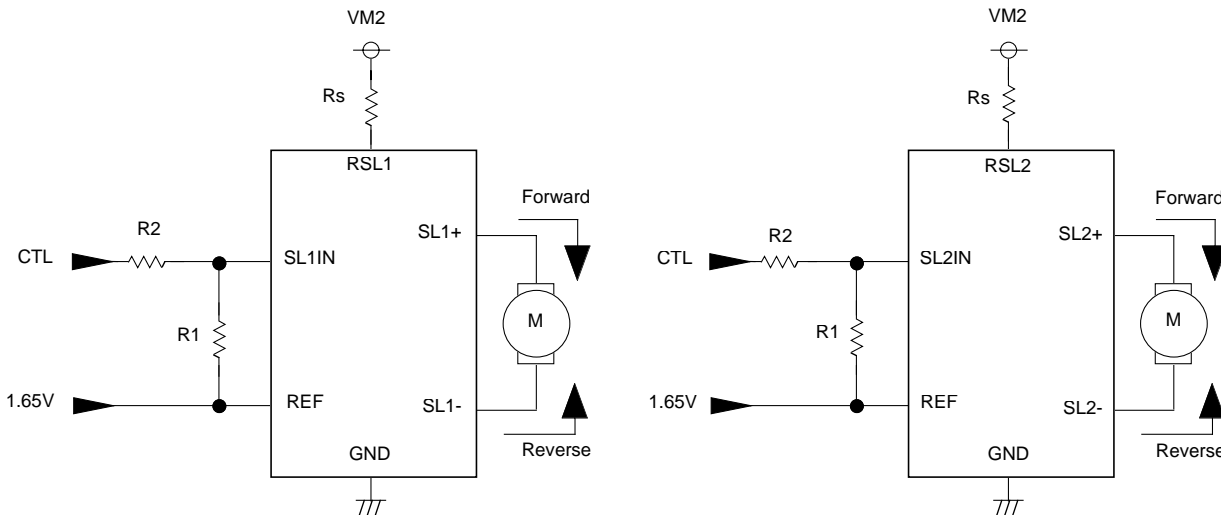 VM2
Rs
RSL1
Forward
R2
SL1+
CTL
SL1IN
M
R1
1.65V
REF
SL1-
GND
Reverse
VM2
Rs
RSL2
Forward
R2
SL2+
CTL
SL2IN
M
R1
1.65V
REF
SL2-
GND
Reverse